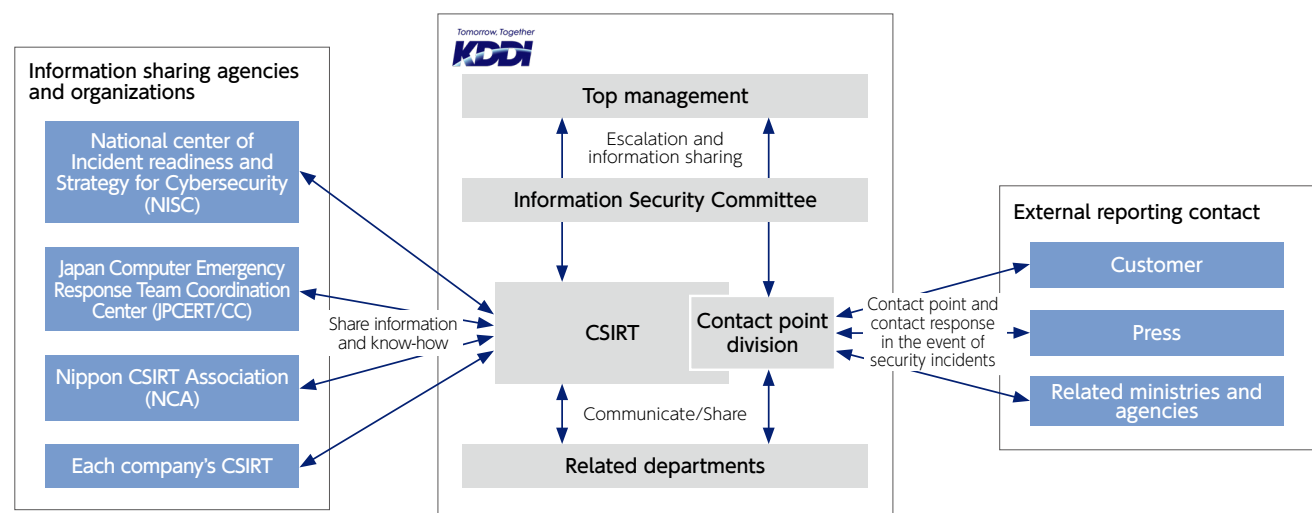 Information sharing agencies
and organizations
National center of
Incident readiness and
Strategy for Cybersecurity
(NISC)
Japan Computer Emergency
Response Team Coordination
Center (JPCERT/CC)
Nippon CSIRT Association
(NCA)
Each company's CSIRT
Share information
and know-how
Tomorrow, Together
KDDI
Top management
Escalation and
information sharing
Information Security Committee
CSIRT
Contact point
division
Communicate/Share
Related departments
Contact point and
contact response
in the event of
security incidents
External reporting contact
Customer
Press
Related ministries and
agencies